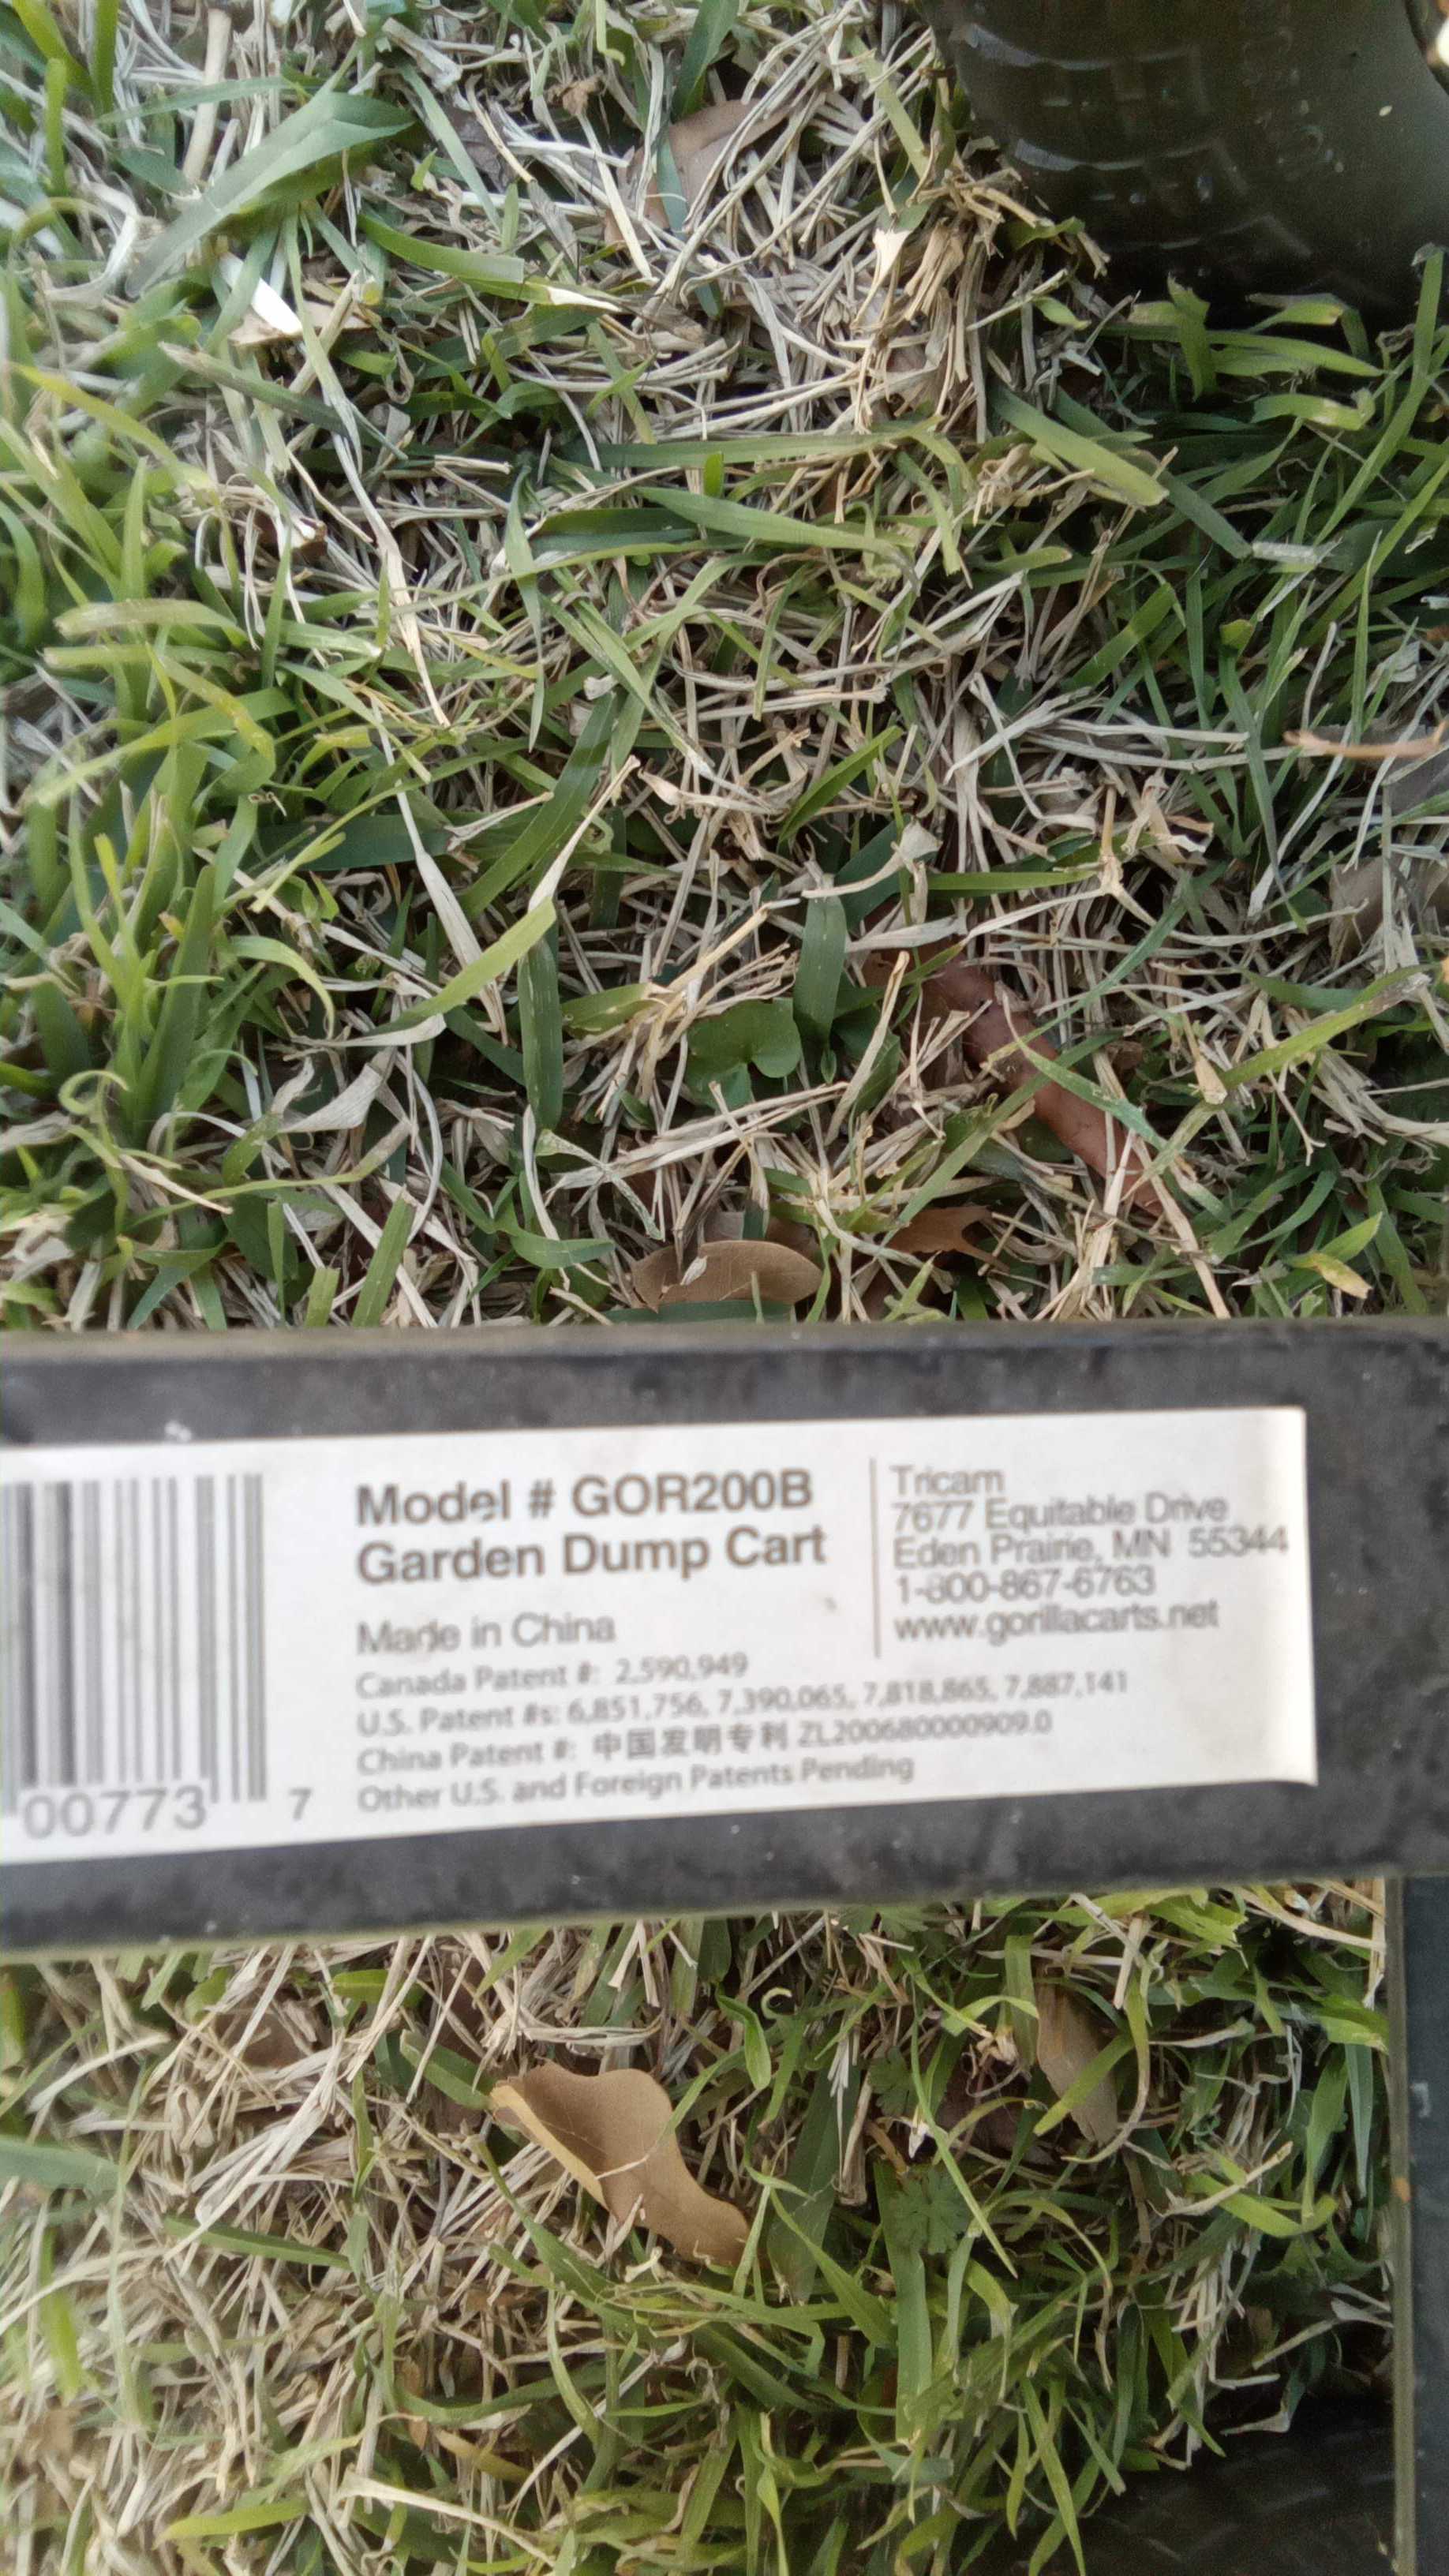 00773 7
Model # GOR200B
Garden Dump Cart
Made in China
Canada Patent #: 2,590,949
U.S. Patent #s: 6,851,756, 7,390,065, 7,818,865, 7,887,141
China Patent #: 中国发明专利 ZL200680000909.0
Other U.S. and Foreign Patents Pending
Tricam
7677 Equitable Drive
Eden Prairie, MN 55344
1-800-867-6763
www.gorillacarts.net